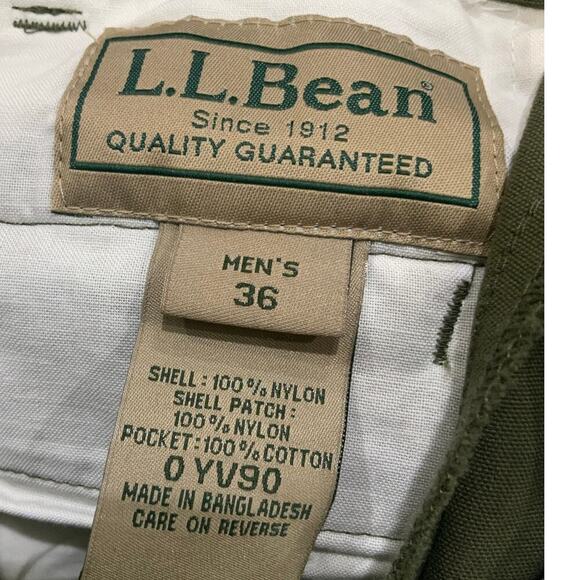 L.L.Bean®
Since 1912
QUALITY GUARANTEED
MEN'S
36
SHELL: 100% NYLON
SHELL PATCH:
100% NYLON
POCKET: 100% COTTON
0 YV90
MADE IN BANGLADESH
CARE ON REVERSE